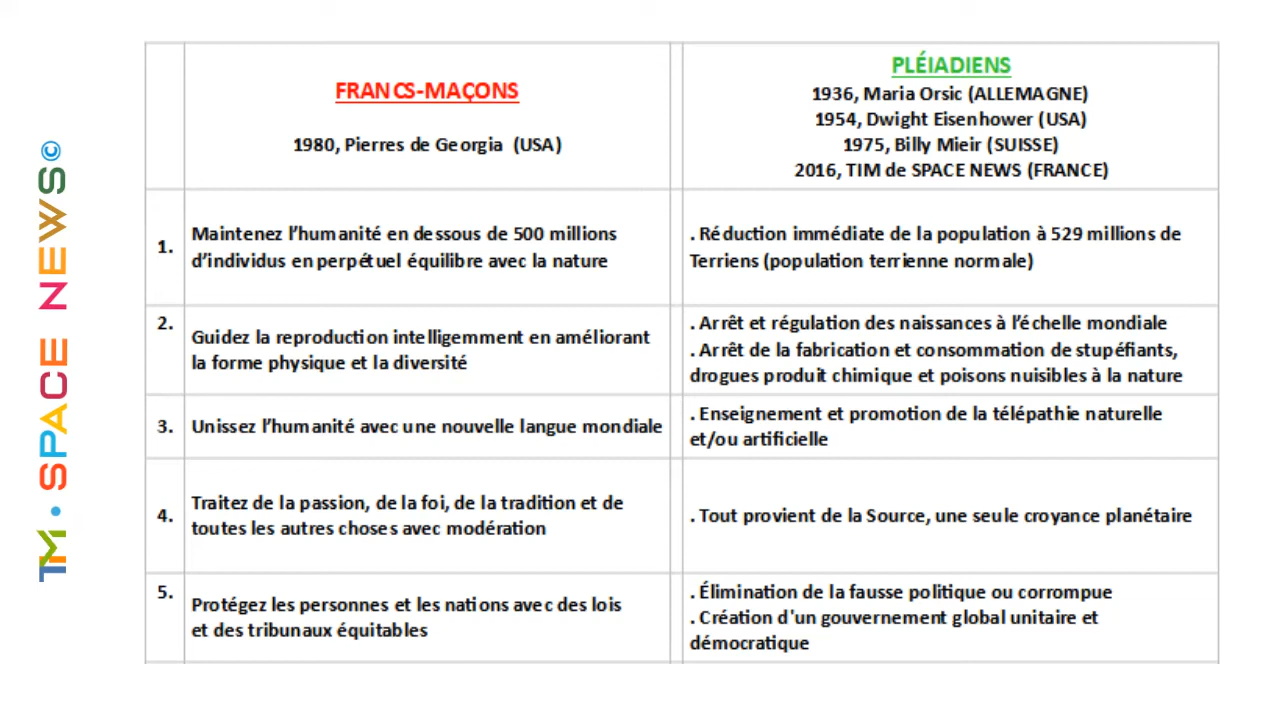 TIM • SPACE NEWS©
FRANCS-MAÇONS
1980, Pierres de Georgia (USA)
PLÉIADIENS
1936, Maria Orsic (ALLEMAGNE)
1954, Dwight Eisenhower (USA)
1975, Billy Mieir (SUISSE)
2016, TIM de SPACE NEWS (FRANCE)
1.
Maintenez l’humanité en dessous de 500 millions
d’individus en perpétuel équilibre avec la nature
. Réduction immédiate de la population à 529 millions de
Terriens (population terrienne normale)
2.
Guidez la reproduction intelligemment en améliorant
la forme physique et la diversité
. Arrêt et régulation des naissances à l’échelle mondiale
. Arrêt de la fabrication et consommation de stupéfiants,
drogues produit chimique et poisons nuisibles à la nature
3.
Unissez l’humanité avec une nouvelle langue mondiale
. Enseignement et promotion de la télépathie naturelle
et/ou artificielle
4.
Traitez de la passion, de la foi, de la tradition et de
toutes les autres choses avec modération
. Tout provient de la Source, une seule croyance planétaire
5.
Protégez les personnes et les nations avec des lois
et des tribunaux équitables
. Élimination de la fausse politique ou corrompue
. Création d'un gouvernement global unitaire et
démocratique